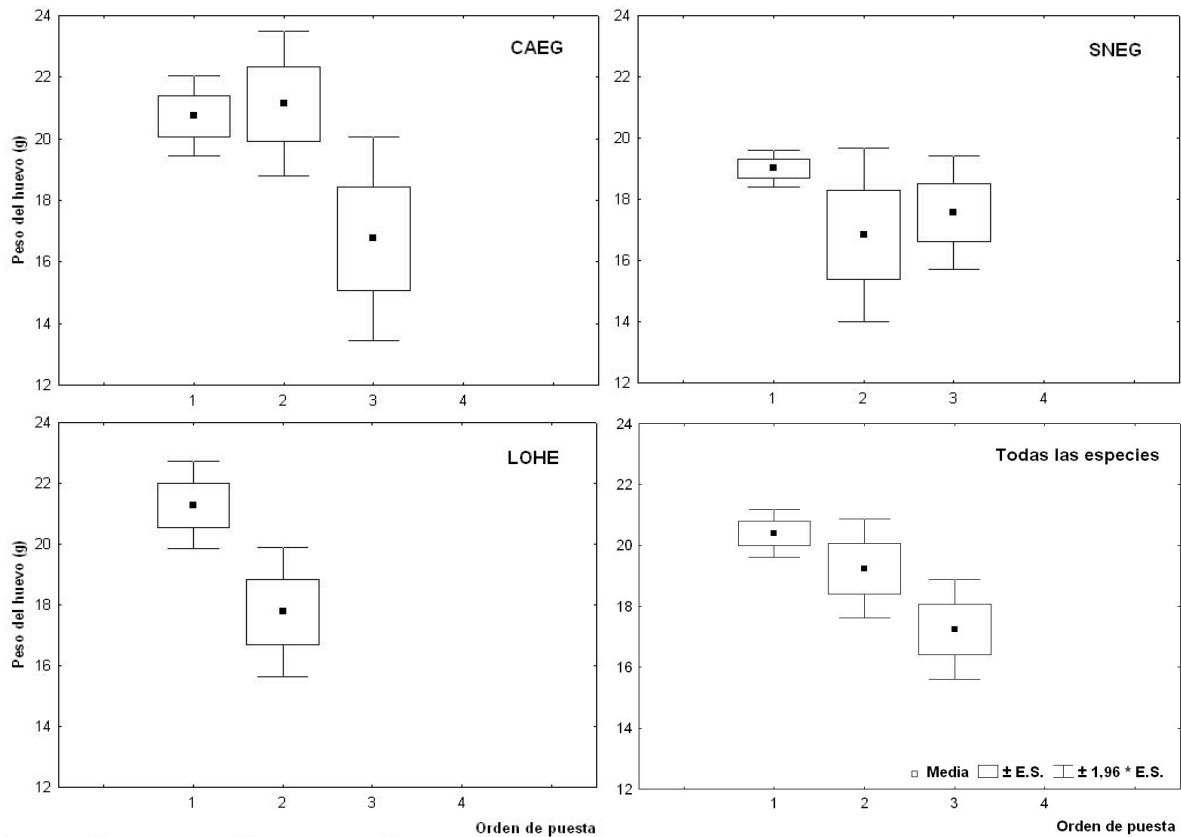 CAEG
Peso del huevo (g)
24
22
20
18
16
14
12
1 2 3 4
SNEG
24
22
20
18
16
14
12
1 2 3 4
LOHE
Peso del huevo (g)
24
22
20
18
16
14
12
1 2 3 4
Orden de puesta
Todas las especies
24
22
20
18
16
14
12
Media ± E.S. ± 1,96 * E.S.
1 2 3 4
Orden de puesta